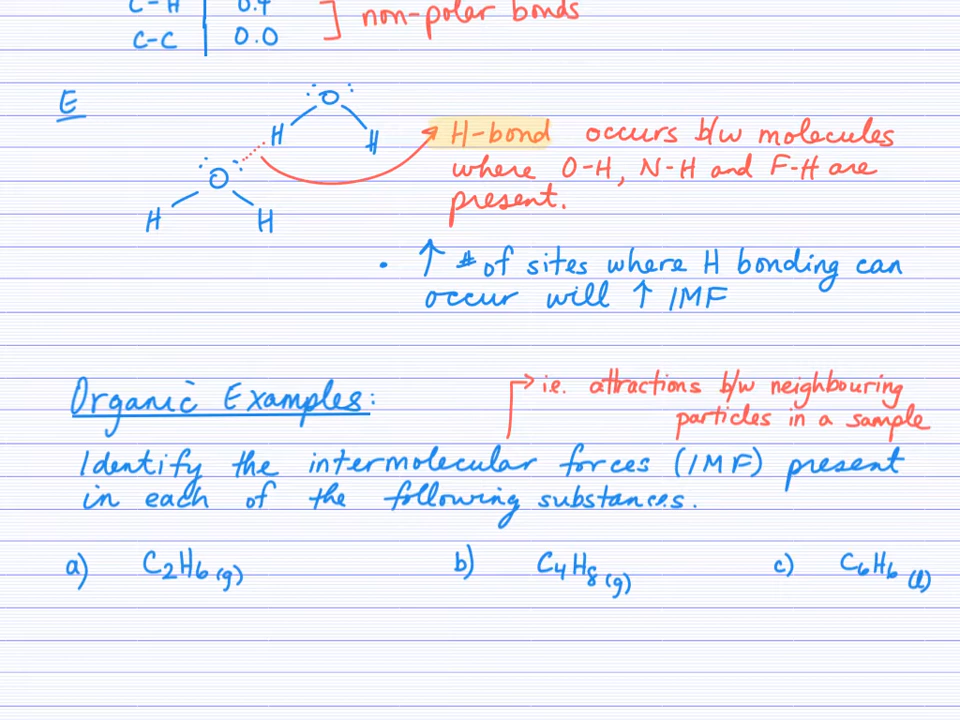 C-H | 0.4
C-C | 0.0
] non-polar bonds
E
:O:
H H
:O:
H H
H-bond occurs b/w molecules
where O-H, N-H and F-H are
present.
• ↑ # of sites where H bonding can
occur will ↑ IMF
Organic Examples:
→ i.e. attractions b/w neighbouring
particles in a sample
Identify the intermolecular forces (IMF) present
in each of the following substances.
a) C₂H₆(g) b) C₄H₈(g) c) C₆H₆(l)